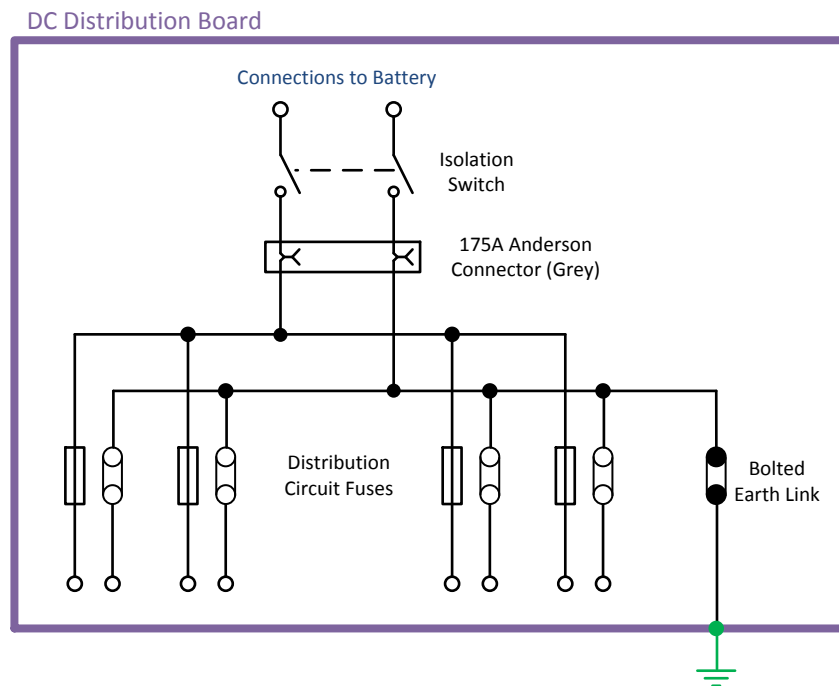 DC Distribution Board
Connections to Battery
Isolation
Switch
175A Anderson
Connector (Grey)
Distribution
Circuit Fuses
Bolted
Earth Link